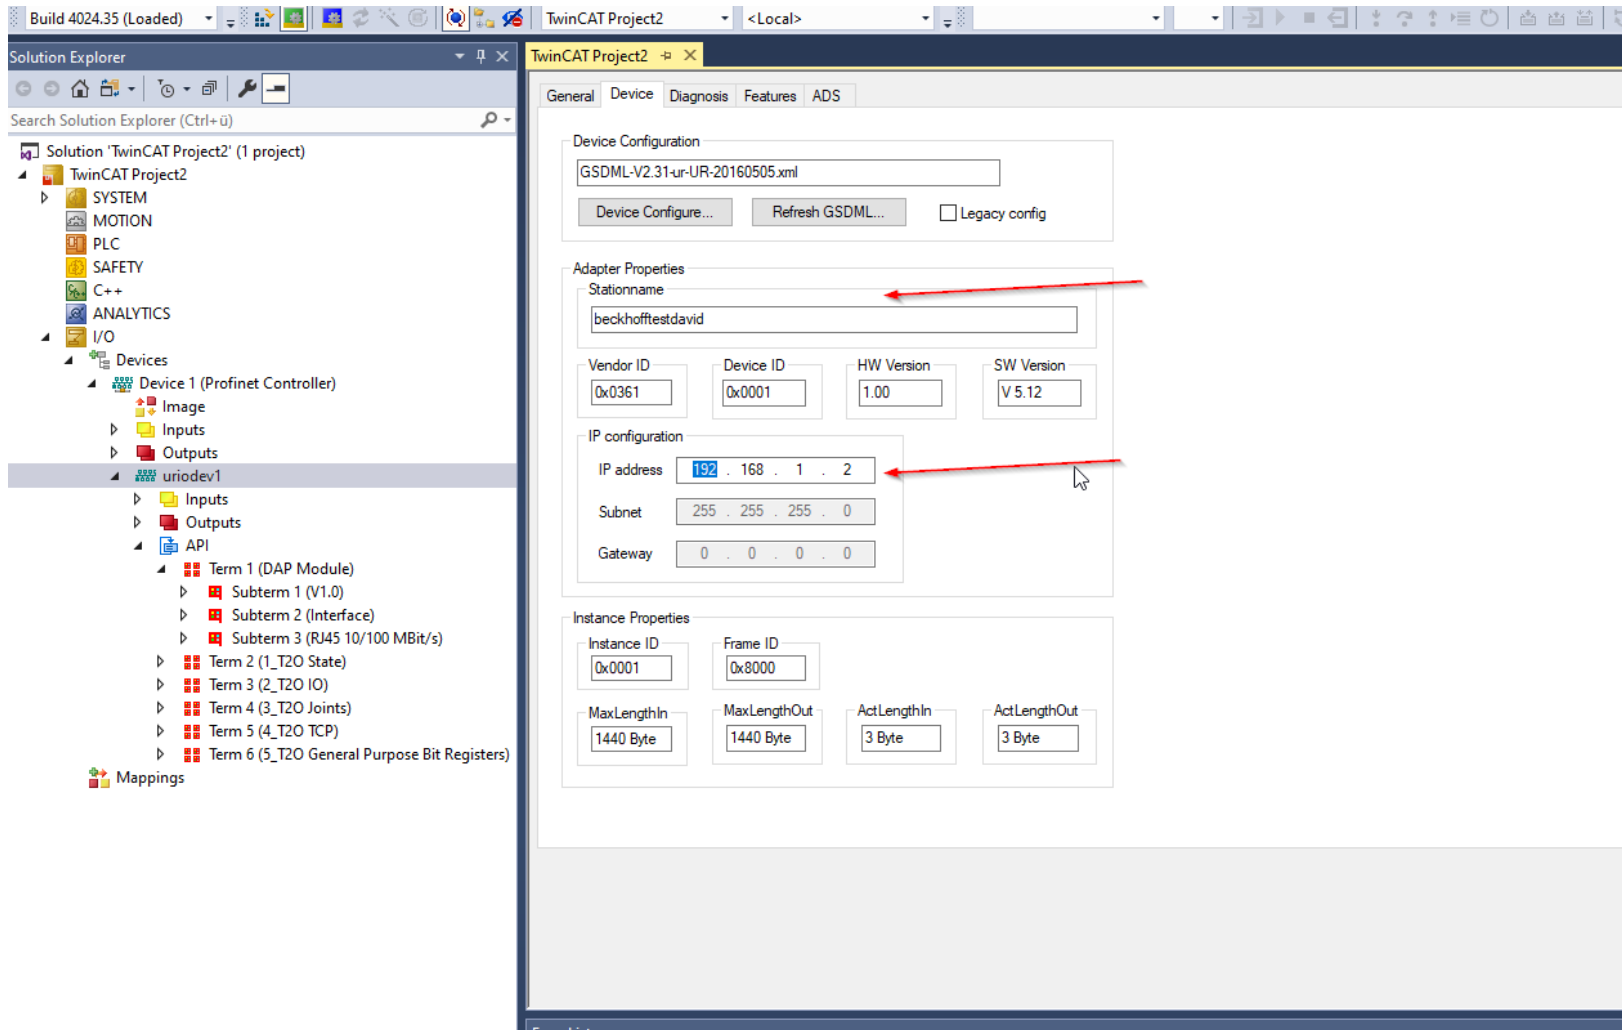 Build 4024.35 (Loaded) TwinCAT Project2 <Local>
Solution Explorer
Search Solution Explorer (Ctrl+ü)
Solution 'TwinCAT Project2' (1 project)
TwinCAT Project2
SYSTEM
MOTION
PLC
SAFETY
C++
ANALYTICS
I/O
Devices
Device 1 (Profinet Controller)
Image
Inputs
Outputs
uriodev1
Inputs
Outputs
API
Term 1 (DAP Module)
Subterm 1 (V1.0)
Subterm 2 (Interface)
Subterm 3 (RJ45 10/100 MBit/s)
Term 2 (1_T2O State)
Term 3 (2_T2O IO)
Term 4 (3_T2O Joints)
Term 5 (4_T2O TCP)
Term 6 (5_T2O General Purpose Bit Registers)
Mappings
TwinCAT Project2
General Device Diagnosis Features ADS
Device Configuration
GSDML-V2.31-ur-UR-20160505.xml
Device Configure... Refresh GSDML... Legacy config
Adapter Properties
Stationname
beckhofftestdavid
Vendor ID Device ID HW Version SW Version
0x0361 0x0001 1.00 V 5.12
IP configuration
IP address 192 . 168 . 1 . 2
Subnet 255 . 255 . 255 . 0
Gateway 0 . 0 . 0 . 0
Instance Properties
Instance ID Frame ID
0x0001 0x8000
MaxLengthIn MaxLengthOut ActLengthIn ActLengthOut
1440 Byte 1440 Byte 3 Byte 3 Byte